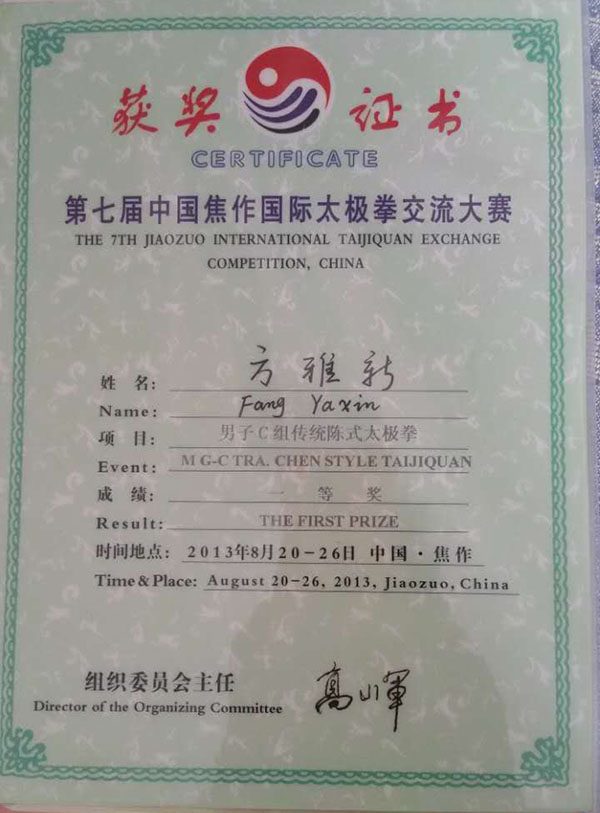 获奖证书
CERTIFICATE
第七届中国焦作国际太极拳交流大赛
THE 7TH JIAOZUO INTERNATIONAL TAIJIQUAN EXCHANGE
COMPETITION, CHINA
姓 名: 方雅新
Name: Fang Yaxin
项 目: 男子C组传统陈式太极拳
Event: M G-C TRA. CHEN STYLE TAIJIQUAN
成 绩: 一 等 奖
Result: THE FIRST PRIZE
时间地点: 2013年8月20-26日 中国·焦作
Time & Place: August 20-26, 2013, Jiaozuo, China
组织委员会主任 高小军
Director of the Organizing Committee